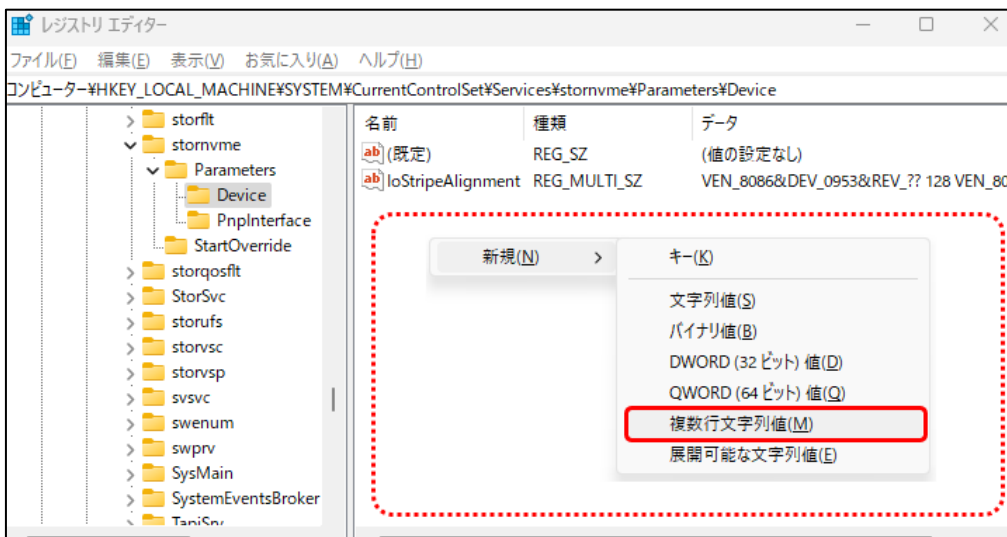 レジストリ エディター
ファイル(F) 編集(E) 表示(V) お気に入り(A) ヘルプ(H)
コンピューター¥HKEY_LOCAL_MACHINE¥SYSTEM¥CurrentControlSet¥Services¥stornvme¥Parameters¥Device
storflt
stornvme
Parameters
Device
PnpInterface
StartOverride
storqosflt
StorSvc
storufs
storvsc
storvsp
svsvc
swenum
swprv
SysMain
SystemEventsBroker
TapiSrv
名前 種類 データ
(既定) REG_SZ (値の設定なし)
IoStripeAlignment REG_MULTI_SZ VEN_8086&DEV_0953&REV_?? 128 VEN_80
新規(N)
キー(K)
文字列値(S)
バイナリ値(B)
DWORD (32 ビット) 値(D)
QWORD (64 ビット) 値(Q)
複数行文字列値(M)
展開可能な文字列値(E)